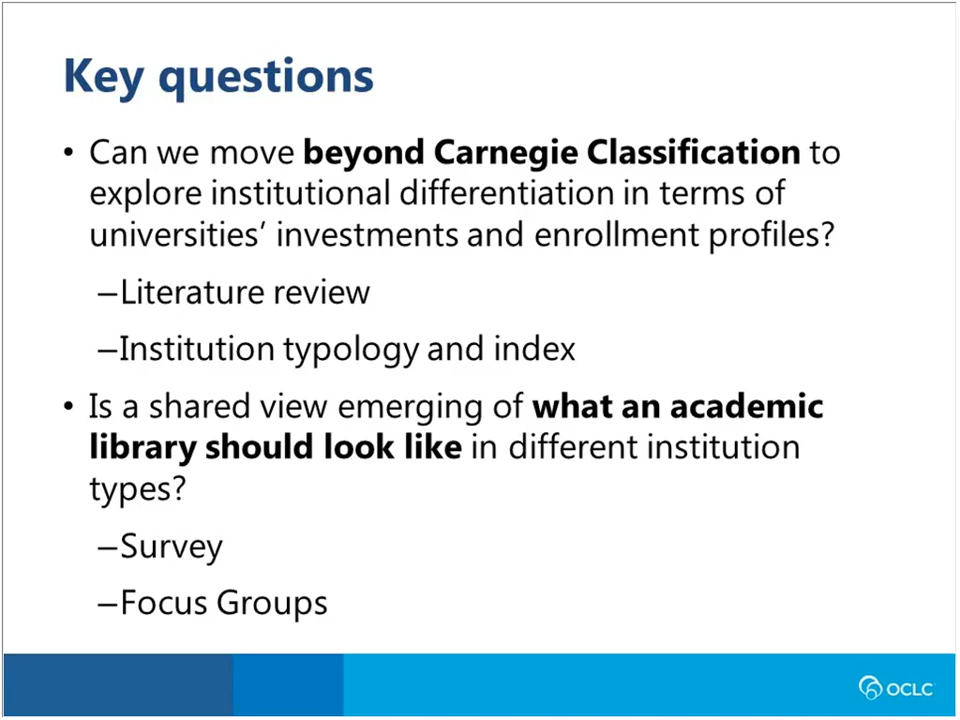 Key questions
• Can we move beyond Carnegie Classification to
explore institutional differentiation in terms of
universities’ investments and enrollment profiles?
–Literature review
–Institution typology and index
• Is a shared view emerging of what an academic
library should look like in different institution
types?
–Survey
–Focus Groups
OCLC